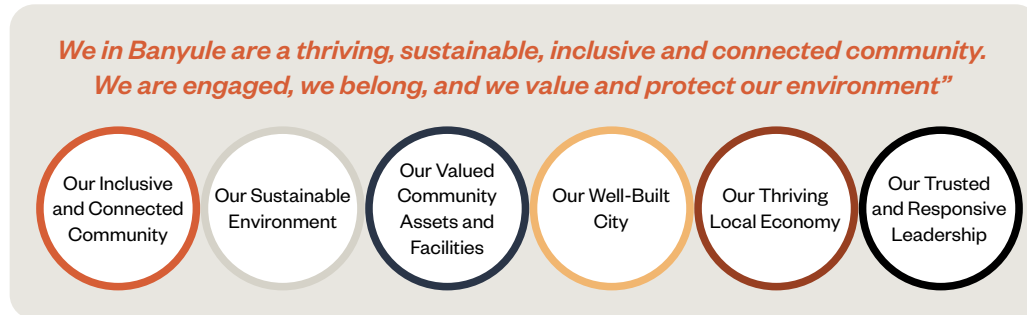 We in Banyule are a thriving, sustainable, inclusive and connected community.
We are engaged, we belong, and we value and protect our environment”
Our Inclusive
and Connected
Community
Our Sustainable
Environment
Our Valued
Community
Assets and
Facilities
Our Well-Built
City
Our Thriving
Local Economy
Our Trusted
and Responsive
Leadership